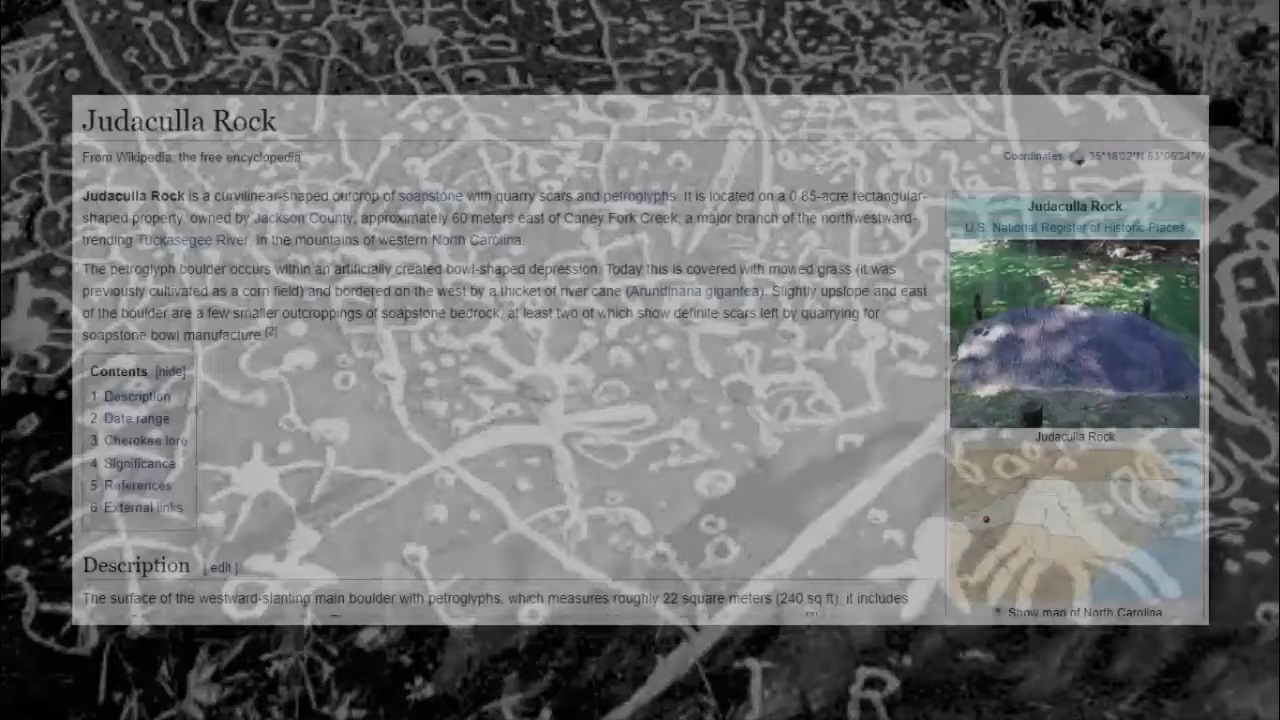 Judaculla Rock
From Wikipedia, the free encyclopedia
Coordinates: 35°18'02"N 83°06'34"W
Judaculla Rock is a curvilinear-shaped outcrop of soapstone with quarry scars and petroglyphs. It is located on a 0.85-acre rectangular-
shaped property, owned by Jackson County, approximately 60 meters east of Caney Fork Creek, a major branch of the northwestward-
trending Tuckasegee River, in the mountains of western North Carolina.
The petroglyph boulder occurs within an artificially created bowl-shaped depression. Today this is covered with mowed grass (it was
previously cultivated as a corn field) and bordered on the west by a thicket of river cane (Arundinaria gigantea). Slightly upslope and east
of the boulder are a few smaller outcroppings of soapstone bedrock, at least two of which show definite scars left by quarrying for
soapstone bowl manufacture.[2]
Contents [hide]
1 Description
2 Date range
3 Cherokee lore
4 Significance
5 References
6 External links
Description [ edit ]
The surface of the westward-slanting main boulder with petroglyphs, which measures roughly 22 square meters (240 sq ft); it includes
Judaculla Rock
U.S. National Register of Historic Places
Judaculla Rock
Show map of North Carolina